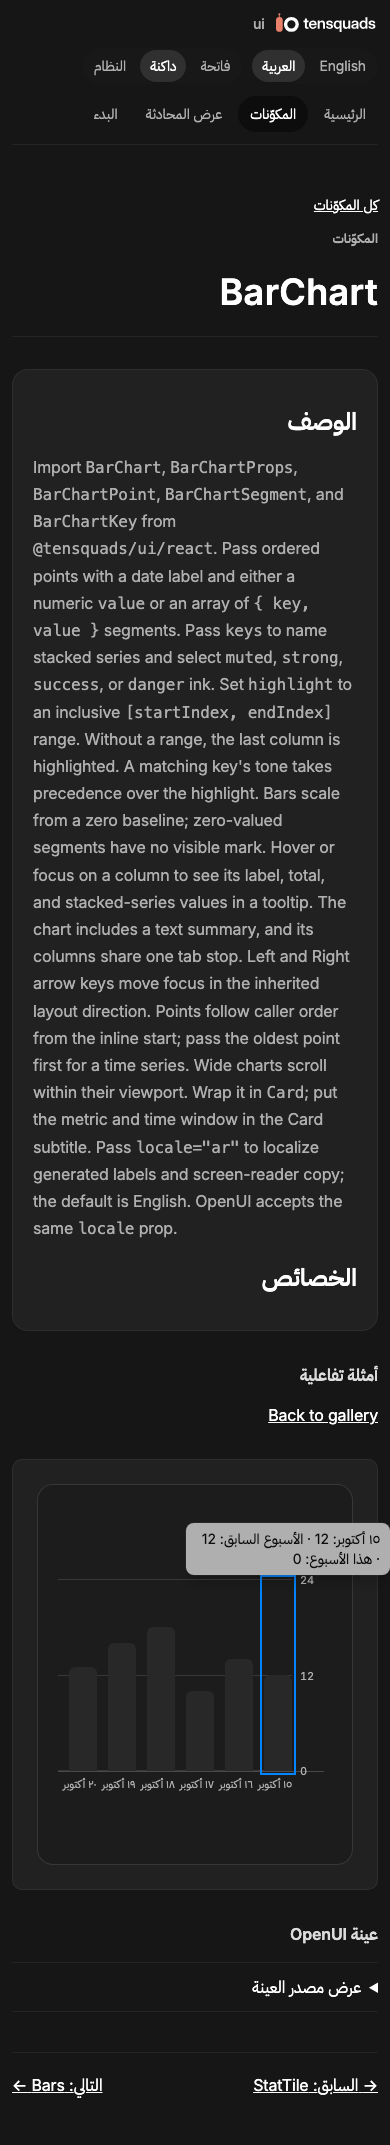 tensquads ui
English العربية فاتحة داكنة النظام
الرئيسية المكوّنات عرض المحادثة البدء
كل المكوّنات
المكوّنات
BarChart
الوصف
Import BarChart, BarChartProps,
BarChartPoint, BarChartSegment, and
BarChartKey from
@tensquads/ui/react. Pass ordered
points with a date label and either a
numeric value or an array of { key,
value } segments. Pass keys to name
stacked series and select muted, strong,
success, or danger ink. Set highlight to
an inclusive [startIndex, endIndex]
range. Without a range, the last column is
highlighted. A matching key's tone takes
precedence over the highlight. Bars scale
from a zero baseline; zero-valued
segments have no visible mark. Hover or
focus on a column to see its label, total,
and stacked-series values in a tooltip. The
chart includes a text summary, and its
columns share one tab stop. Left and Right
arrow keys move focus in the inherited
layout direction. Points follow caller order
from the inline start; pass the oldest point
first for a time series. Wide charts scroll
within their viewport. Wrap it in Card; put
the metric and time window in the Card
subtitle. Pass locale="ar" to localize
generated labels and screen-reader copy;
the default is English. OpenUI accepts the
same locale prop.
الخصائص
أمثلة تفاعلية
Back to gallery
١٥ أكتوبر: 12 · الأسبوع السابق: 12
· هذا الأسبوع: 0
24
12
0
١٥ أكتوبر ١٦ أكتوبر ١٧ أكتوبر ١٨ أكتوبر ١٩ أكتوبر ٢٠ أكتوبر
عينة OpenUI
◀ عرض مصدر العينة
→ السابق: StatTile التالي: Bars ←